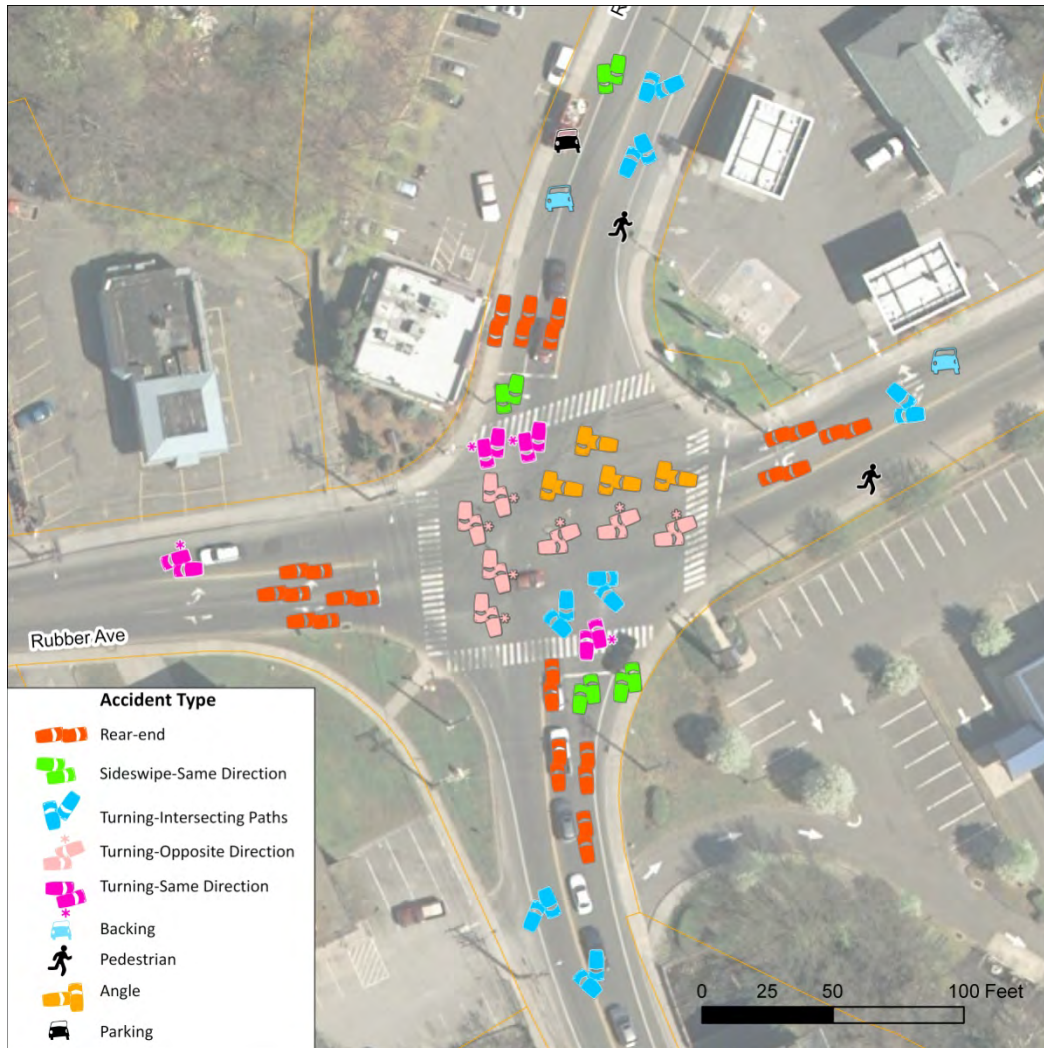 Rubber Ave
Accident Type
Rear-end
Sideswipe-Same Direction
Turning-Intersecting Paths
Turning-Opposite Direction
Turning-Same Direction
Backing
Pedestrian
Angle
Parking
0 25 50 100 Feet